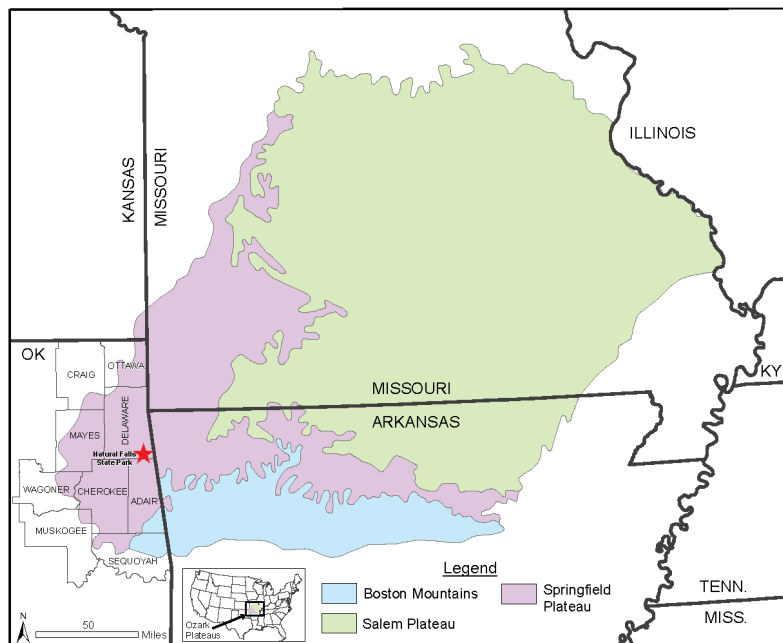 ILLINOIS
KANSAS
MISSOURI
OK
OTTAWA
CRAIG
KY
MISSOURI
DELAWARE
ARKANSAS
MAYES
Natural Falls
State Park
WAGONER
CHEROKEE
ADAIR
MUSKOGEE
SEQUOYAH
Legend
Boston Mountains
Springfield
Plateau
Salem Plateau
TENN.
MISS.
Ozark
Plateaus
N
50
Miles